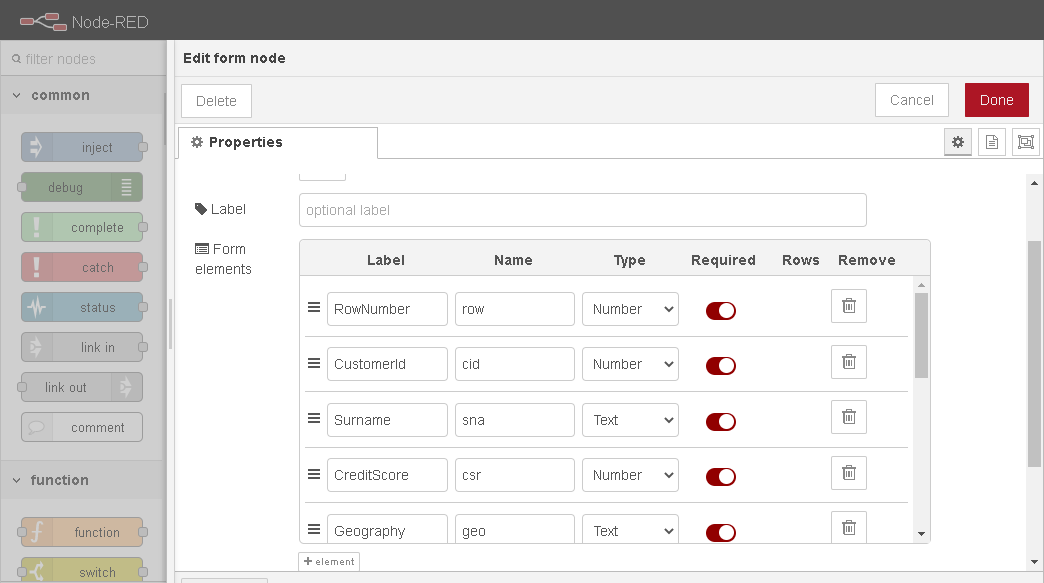 Node-RED
filter nodes
Edit form node
common
Delete
Cancel
Done
Properties
inject
debug
complete
catch
status
link in
link out
comment
function
function
switch
Label
optional label
Form
elements
Label Name Type Required Rows Remove
RowNumber row Number
CustomerId cid Number
Surname sna Text
CreditScore csr Number
Geography geo Text
+ element